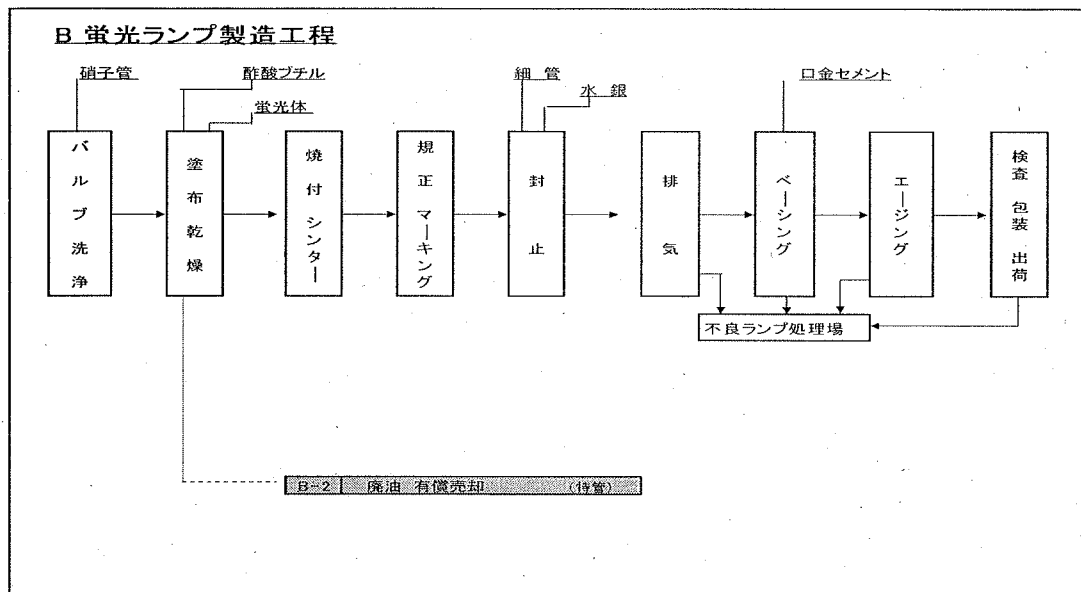 B 蛍光ランプ製造工程
硝子管
酢酸ブチル
蛍光体
細管
水銀
口金セメント
バルブ洗浄
塗布乾燥
焼付シンター
規正マーキング
封止
排気
ベーシング
エージング
検査 包装 出荷
不良ランプ処理場
B-2 廃油 有償売却 (特管)